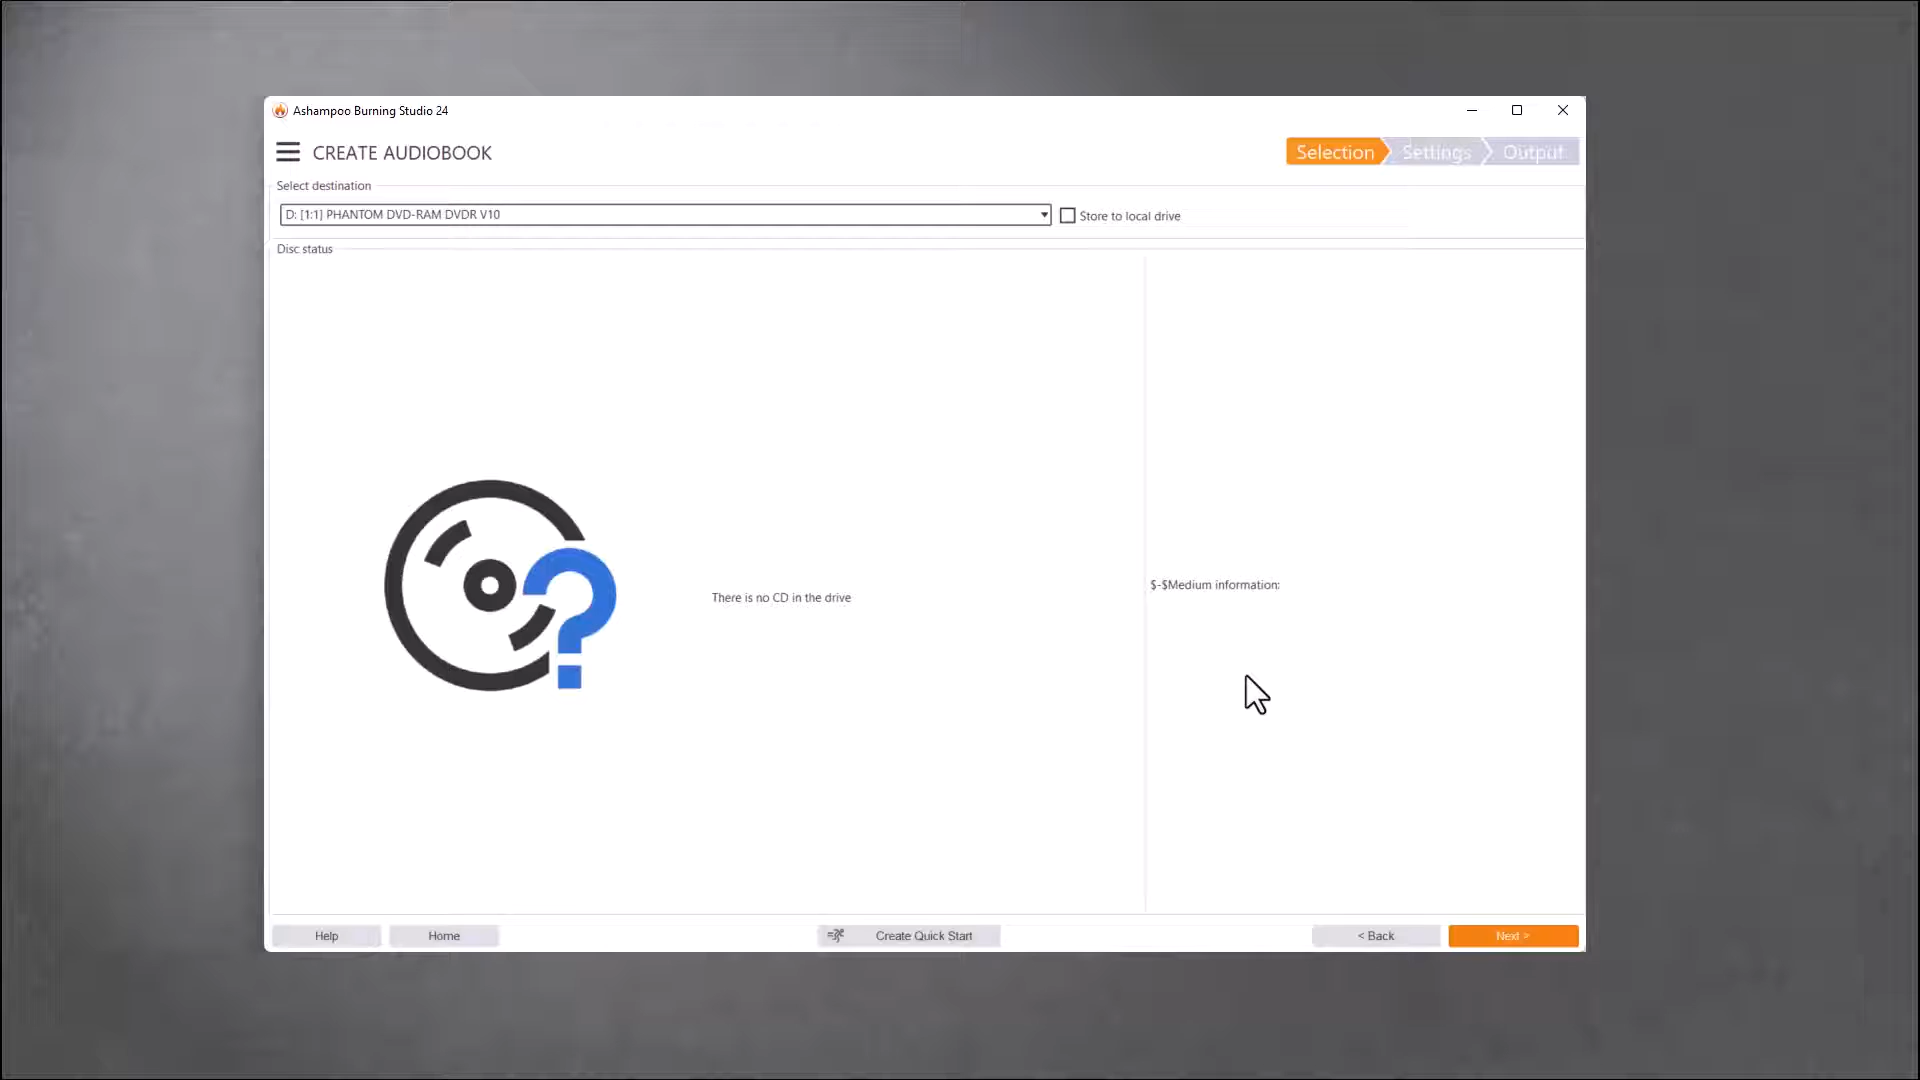 Ashampoo Burning Studio 24
CREATE AUDIOBOOK
Selection
Settings
Output
Select destination
D: [1:1] PHANTOM DVD-RAM DVDR V10
Store to local drive
Disc status
There is no CD in the drive
$-$Medium information:
Help
Home
Create Quick Start
< Back
Next >